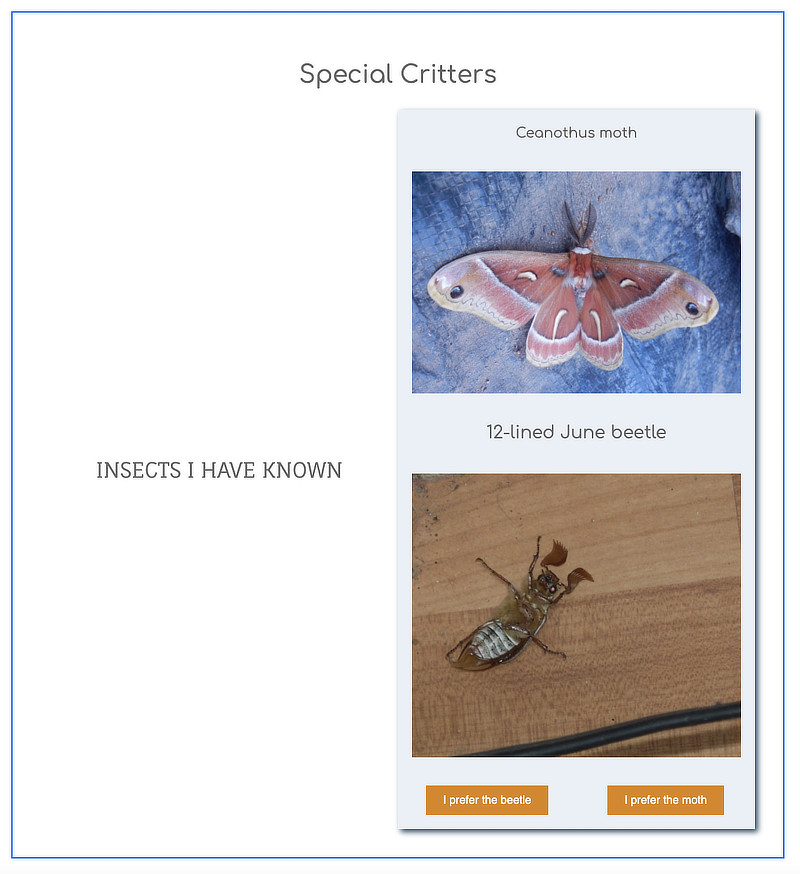 Special Critters
INSECTS I HAVE KNOWN
Ceanothus moth
12-lined June beetle
I prefer the beetle
I prefer the moth